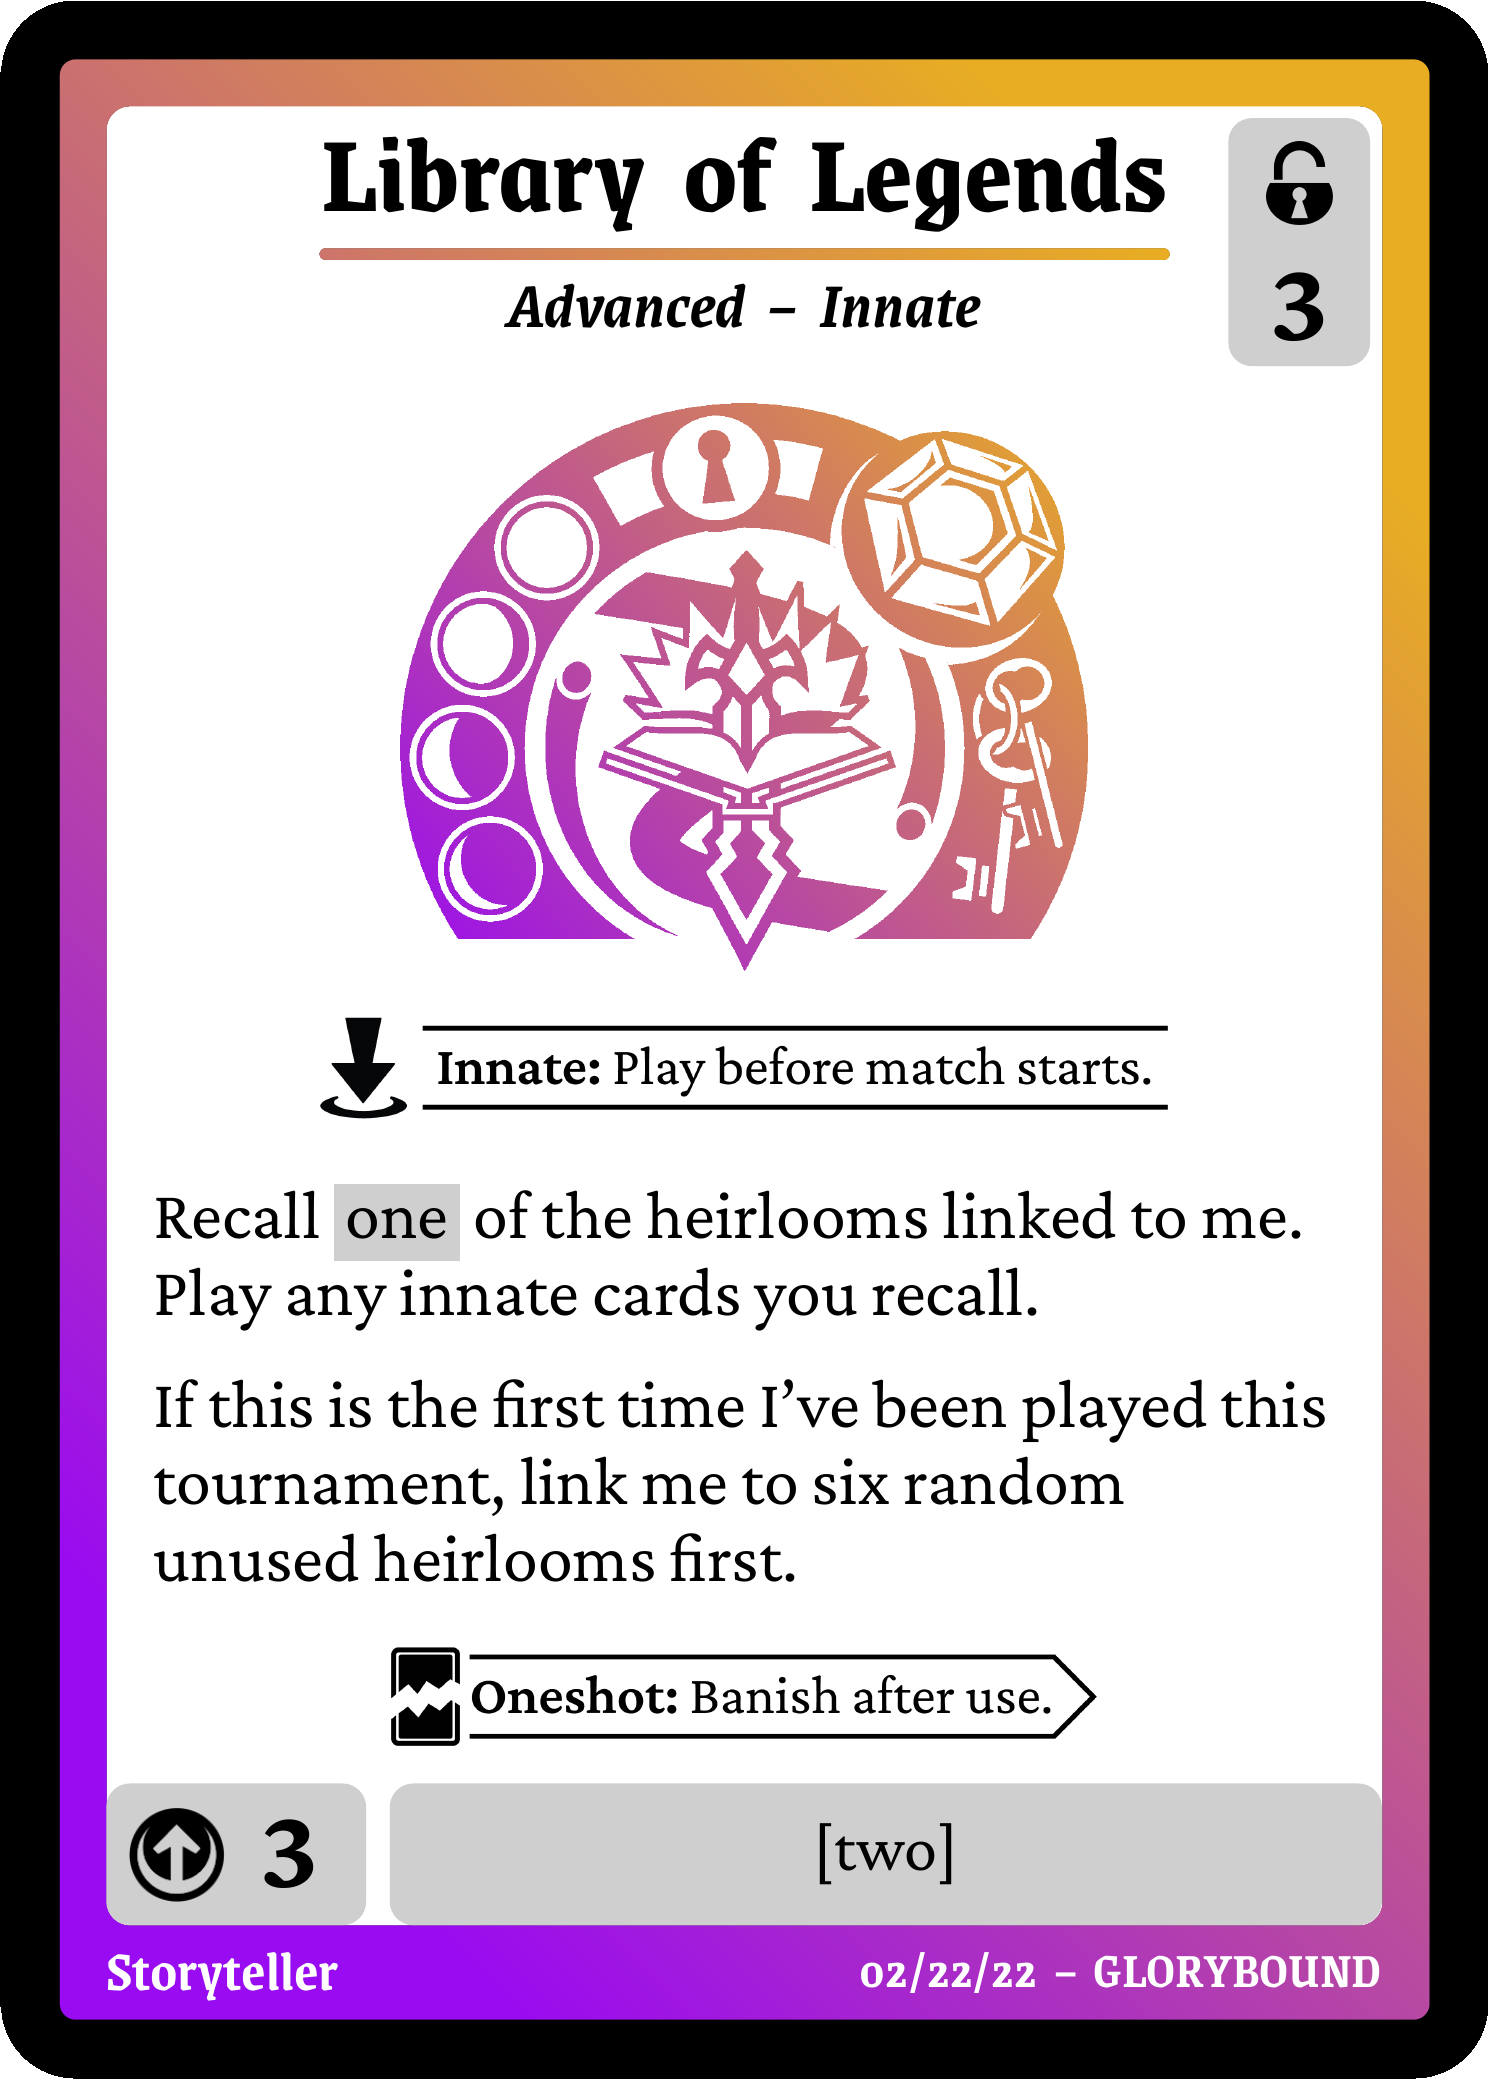 Library of Legends
3
Advanced – Innate
Innate: Play before match starts.
Recall one of the heirlooms linked to me.
Play any innate cards you recall.
If this is the first time I’ve been played this
tournament, link me to six random
unused heirlooms first.
Oneshot: Banish after use.
3
[two]
Storyteller
02/22/22 – GLORYBOUND